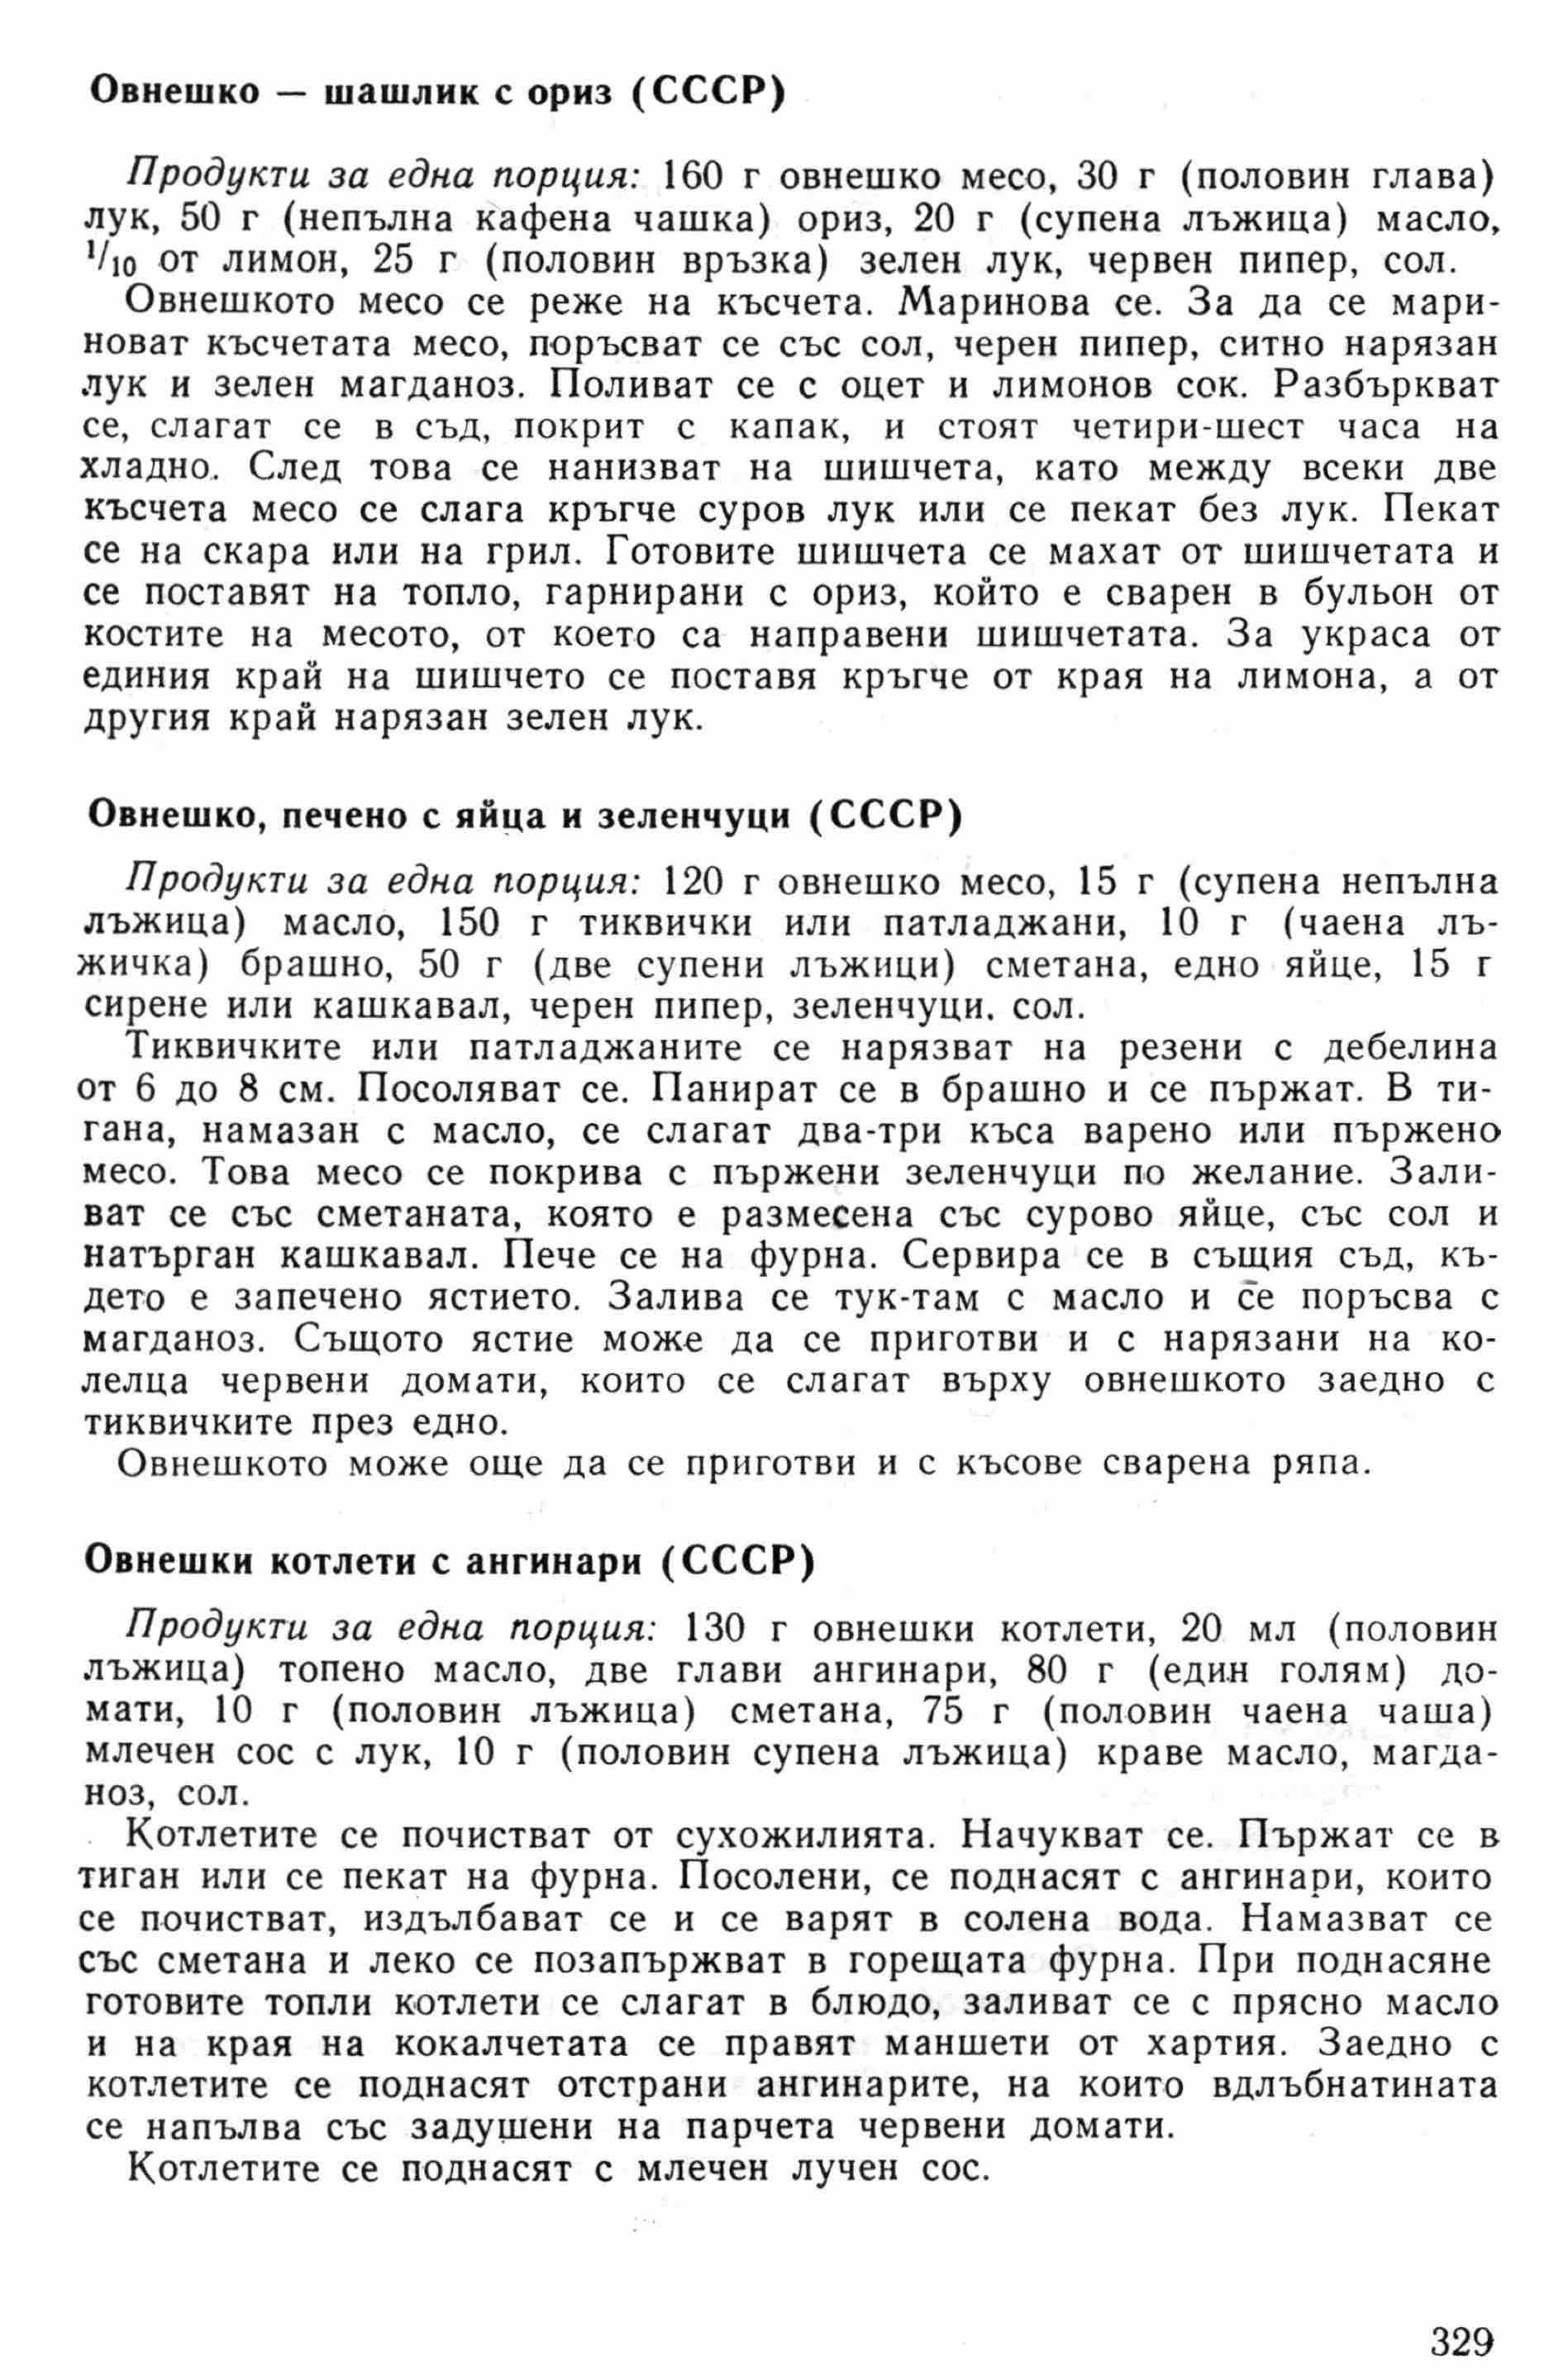 Овнешко — шашлик с ориз (СССР)
Продукти за една порция: 160 г овнешко месо, 30 г (половин глава)
лук, 50 г (непълна кафена чашка) ориз, 20 г (супена лъжица) масло,
1/10 от лимон, 25 г (половин връзка) зелен лук, червен пипер, сол.
Овнешкото месо се реже на късчета. Маринова се. За да се мари-
новат късчетата месо, поръсват се със сол, черен пипер, ситно нарязан
лук и зелен магданоз. Поливат се с оцет и лимонов сок. Разбъркват
се, слагат се в съд, покрит с капак, и стоят четири-шест часа на
хладно. След това се нанизват на шишчета, като между всеки две
късчета месо се слага кръгче суров лук или се пекат без лук. Пекат
се на скара или на грил. Готовите шишчета се махат от шишчетата и
се поставят на топло, гарнирани с ориз, който е сварен в бульон от
костите на месото, от което са направени шишчетата. За украса от
единия край на шишчето се поставя кръгче от края на лимона, а от
другия край нарязан зелен лук.
Овнешко, печено с яйца и зеленчуци (СССР)
Продукти за една порция: 120 г овнешко месо, 15 г (супена непълна
лъжица) масло, 150 г тиквички или патладжани, 10 г (чаена лъ-
жичка) брашно, 50 г (две супени лъжици) сметана, едно яйце, 15 г
сирене или кашкавал, черен пипер, зеленчуци. сол.
Тиквичките или патладжаните се нарязват на резени с дебелина
от 6 до 8 см. Посоляват се. Панират се в брашно и се пържат. В ти-
гана, намазан с масло, се слагат два-три къса варено или пържено
месо. Това месо се покрива с пържени зеленчуци по желание. Зали-
ват се със сметаната, която е размесена със сурово яйце, със сол и
натърган кашкавал. Пече се на фурна. Сервира се в същия съд, къ-
дето е запечено ястието. Залива се тук-там с масло и се поръсва с
магданоз. Същото ястие може да се приготви и с нарязани на ко-
лелца червени домати, които се слагат върху овнешкото заедно с
тиквичките през едно.
Овнешкото може още да се приготви и с късове сварена ряпа.
Овнешки котлети с ангинари (СССР)
Продукти за една порция: 130 г овнешки котлети, 20 мл (половин
лъжица) топено масло, две глави ангинари, 80 г (един голям) до-
мати, 10 г (половин лъжица) сметана, 75 г (половин чаена чаша)
млечен сос с лук, 10 г (половин супена лъжица) краве масло, магда-
ноз, сол.
Котлетите се почистват от сухожилията. Начукват се. Пържат се в
тиган или се пекат на фурна. Посолени, се поднасят с ангинари, които
се почистват, издълбават се и се варят в солена вода. Намазват се
със сметана и леко се позапържват в горещата фурна. При поднасяне
готовите топли котлети се слагат в блюдо, заливат се с прясно масло
и на края на кокалчетата се правят маншети от хартия. Заедно с
котлетите се поднасят отстрани ангинарите, на които вдлъбнатината
се напълва със задушени на парчета червени домати.
Котлетите се поднасят с млечен лучен сос.
329